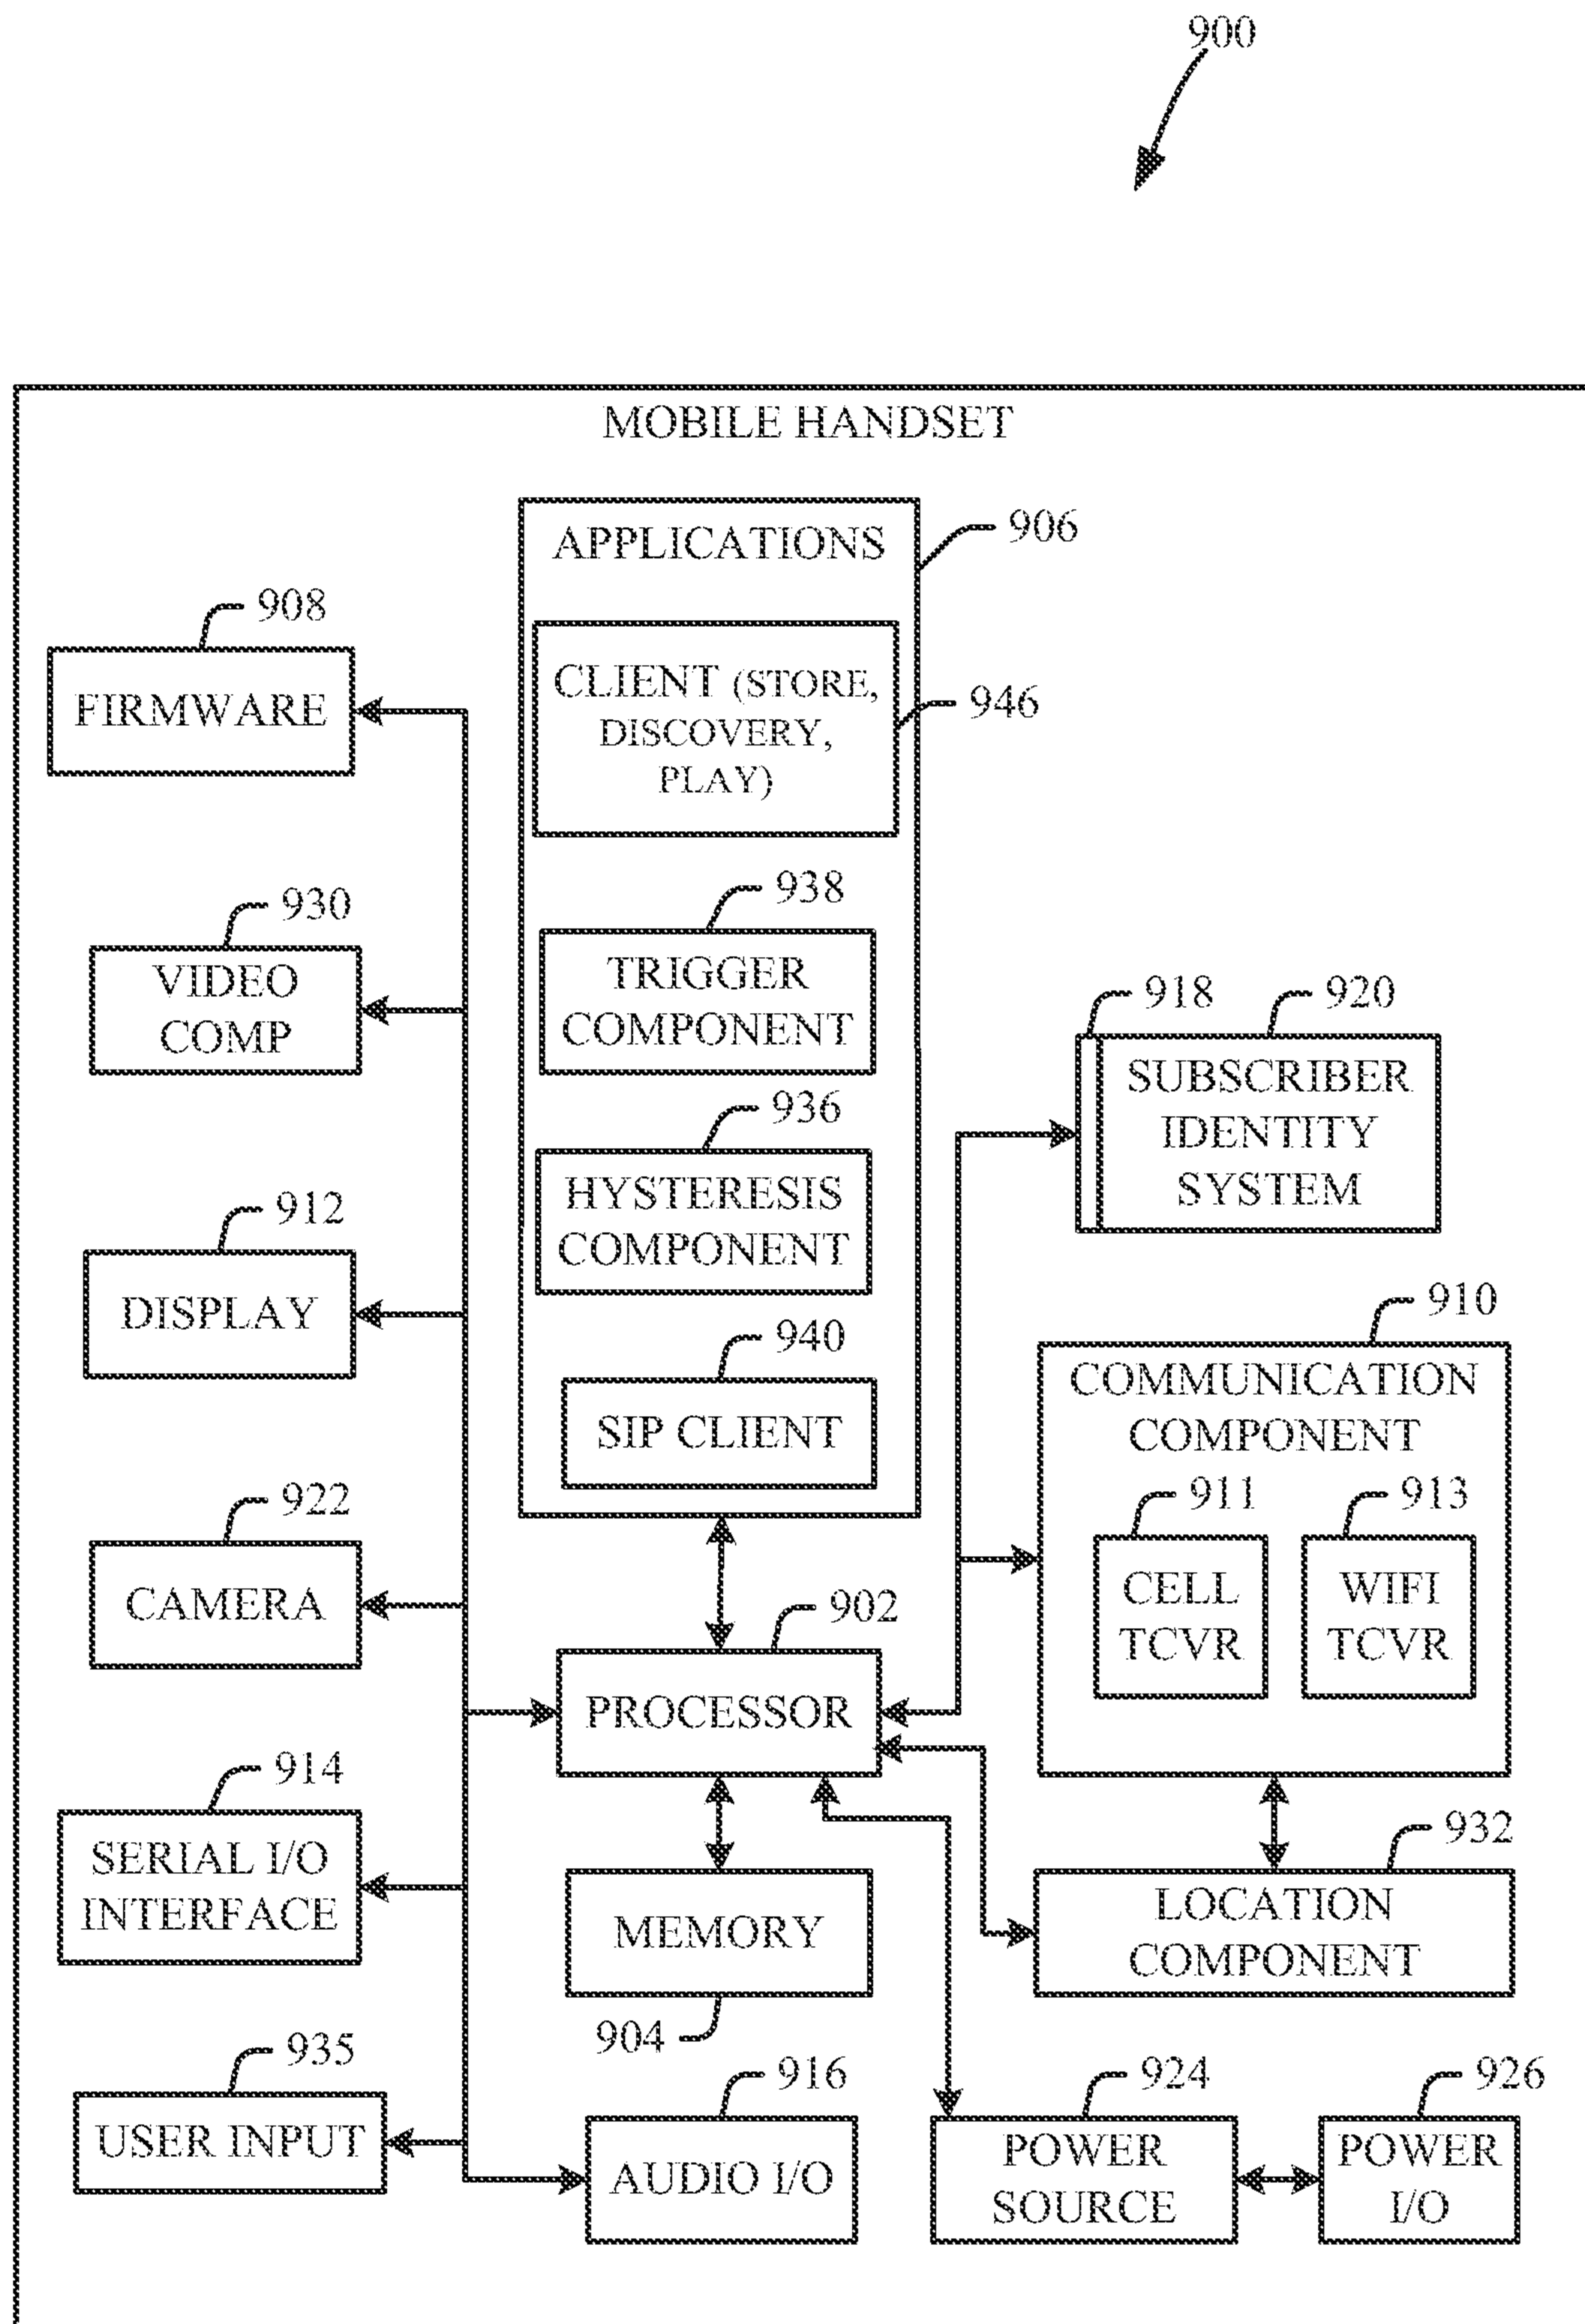 900
MOBILE HANDSET
APPLICATIONS
906
CLIENT (STORE,
DISCOVERY,
PLAY)
946
938
TRIGGER
COMPONENT
936
HYSTERESIS
COMPONENT
940
SIP CLIENT
908
FIRMWARE
930
VIDEO
COMP
912
DISPLAY
922
CAMERA
914
SERIAL I/O
INTERFACE
935
USER INPUT
902
PROCESSOR
MEMORY
904
916
AUDIO I/O
918
920
SUBSCRIBER
IDENTITY
SYSTEM
910
COMMUNICATION
COMPONENT
911
CELL
TCVR
913
WIFI
TCVR
932
LOCATION
COMPONENT
924
POWER
SOURCE
926
POWER
I/O